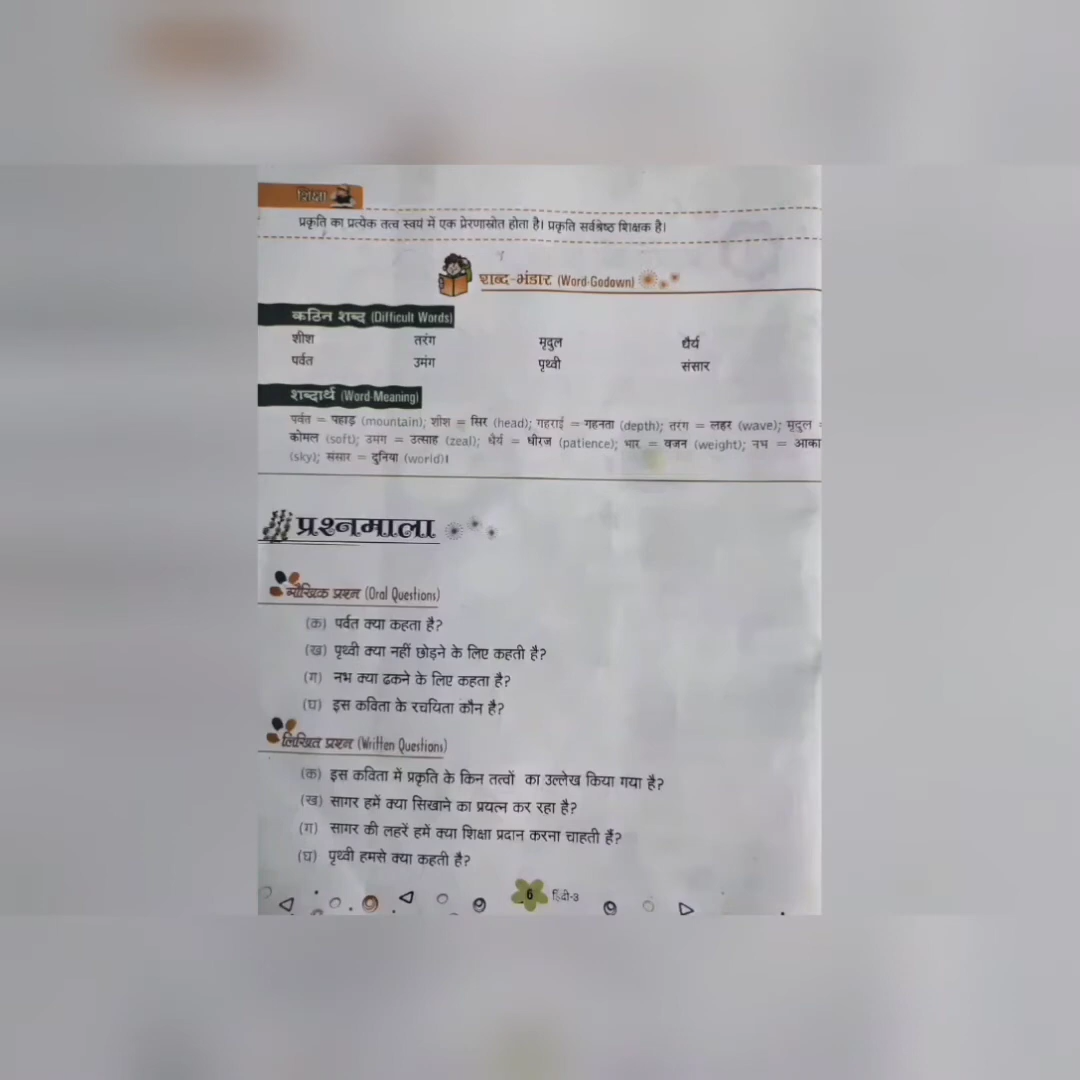 शिक्षा
प्रकृति का प्रत्येक तत्व स्वयं में एक प्रेरणास्रोत होता है। प्रकृति सर्वश्रेष्ठ शिक्षक है।
शब्द-भंडार (Word-Godown)
कठिन शब्द (Difficult Words)
शीश तरंग मृदुल धैर्य
पर्वत उमंग पृथ्वी संसार
शब्दार्थ (Word-Meaning)
पर्वत = पहाड़ (mountain); शीश = सिर (head); गहराई = गहनता (depth); तरंग = लहर (wave); मृदुल =
कोमल (soft); उमंग = उत्साह (zeal); धैर्य = धीरज (patience); भार = वजन (weight); नभ = आका
(sky); संसार = दुनिया (world)।
प्रश्नमाला
मौखिक प्रश्न (Oral Questions)
(क) पर्वत क्या कहता है?
(ख) पृथ्वी क्या नहीं छोड़ने के लिए कहती है?
(ग) नभ क्या ढकने के लिए कहता है?
(घ) इस कविता के रचयिता कौन है?
लिखित प्रश्न (Written Questions)
(क) इस कविता में प्रकृति के किन तत्वों का उल्लेख किया गया है?
(ख) सागर हमें क्या सिखाने का प्रयत्न कर रहा है?
(ग) सागर की लहरें हमें क्या शिक्षा प्रदान करना चाहती हैं?
(घ) पृथ्वी हमसे क्या कहती है?
6 हिंदी-3